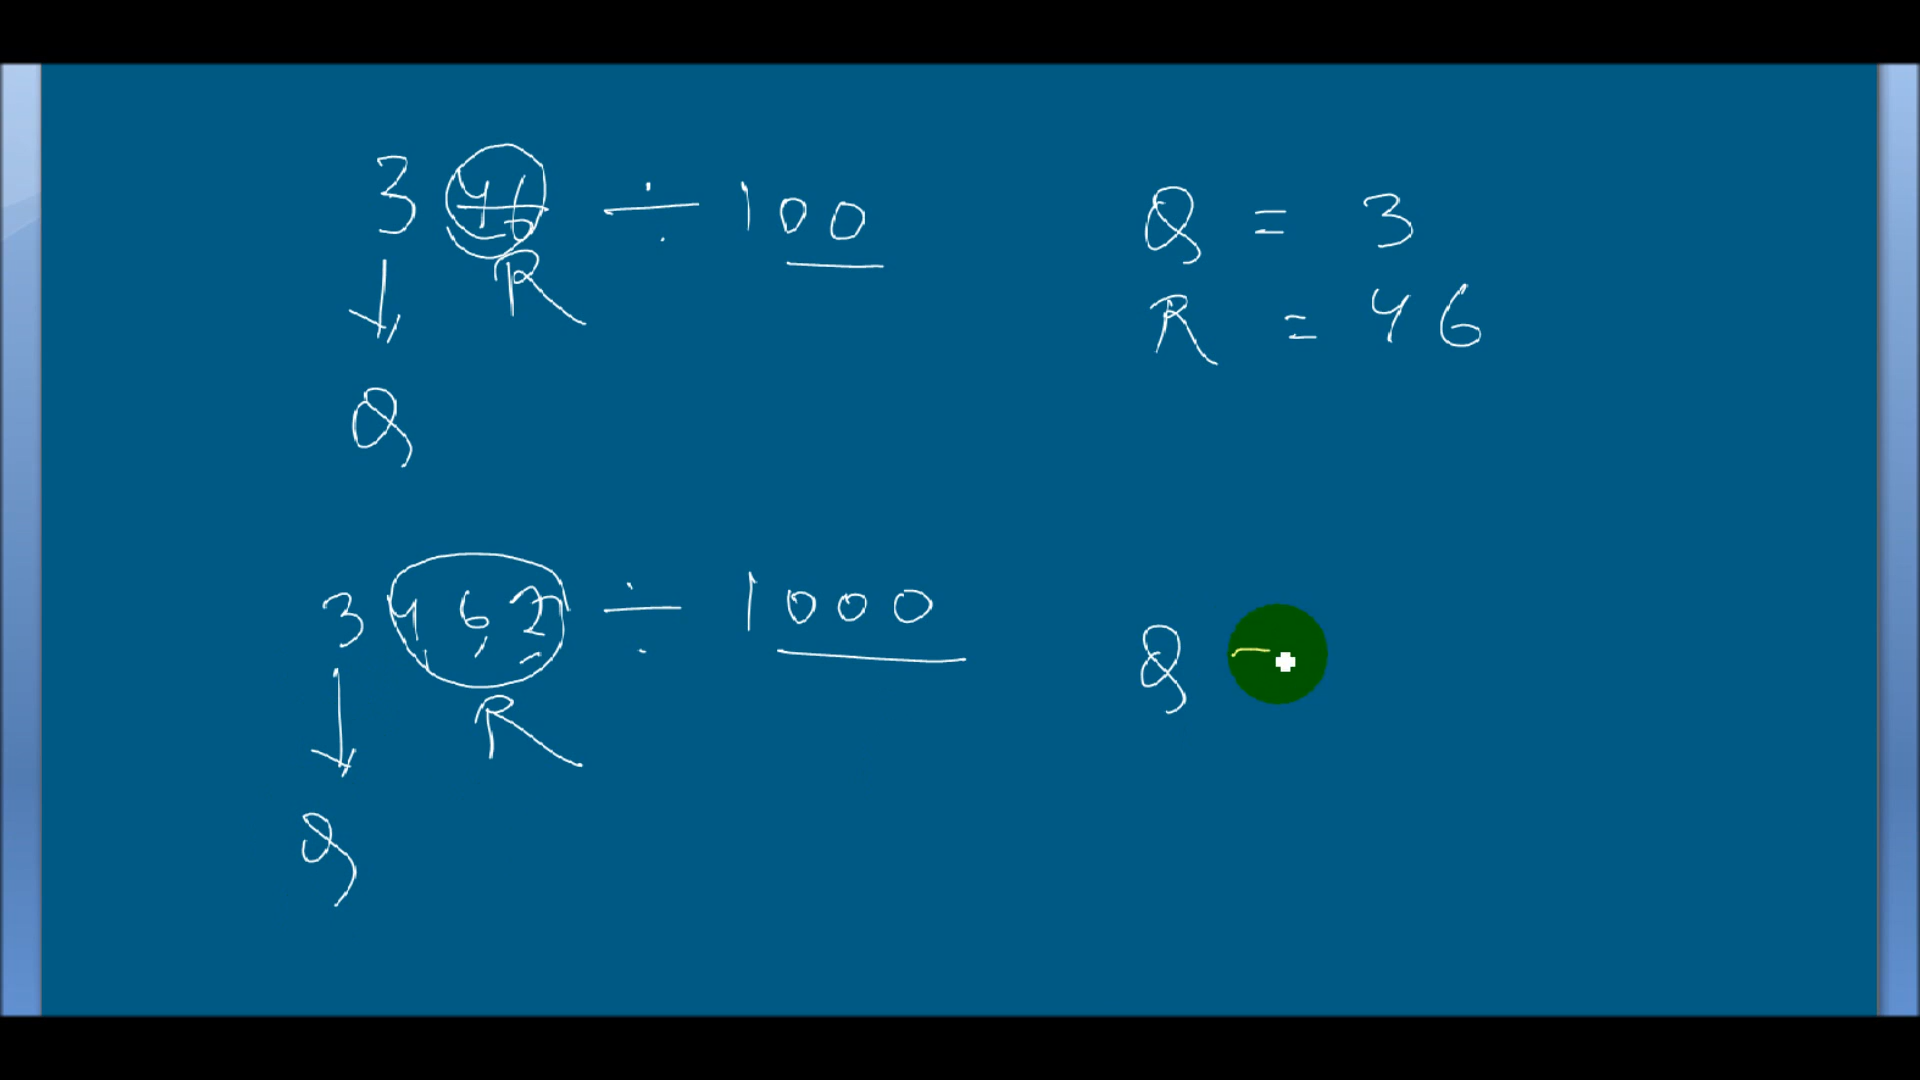 346 ÷ 100
R
Q
Q = 3
R = 46
3462 ÷ 1000
R
Q
Q -